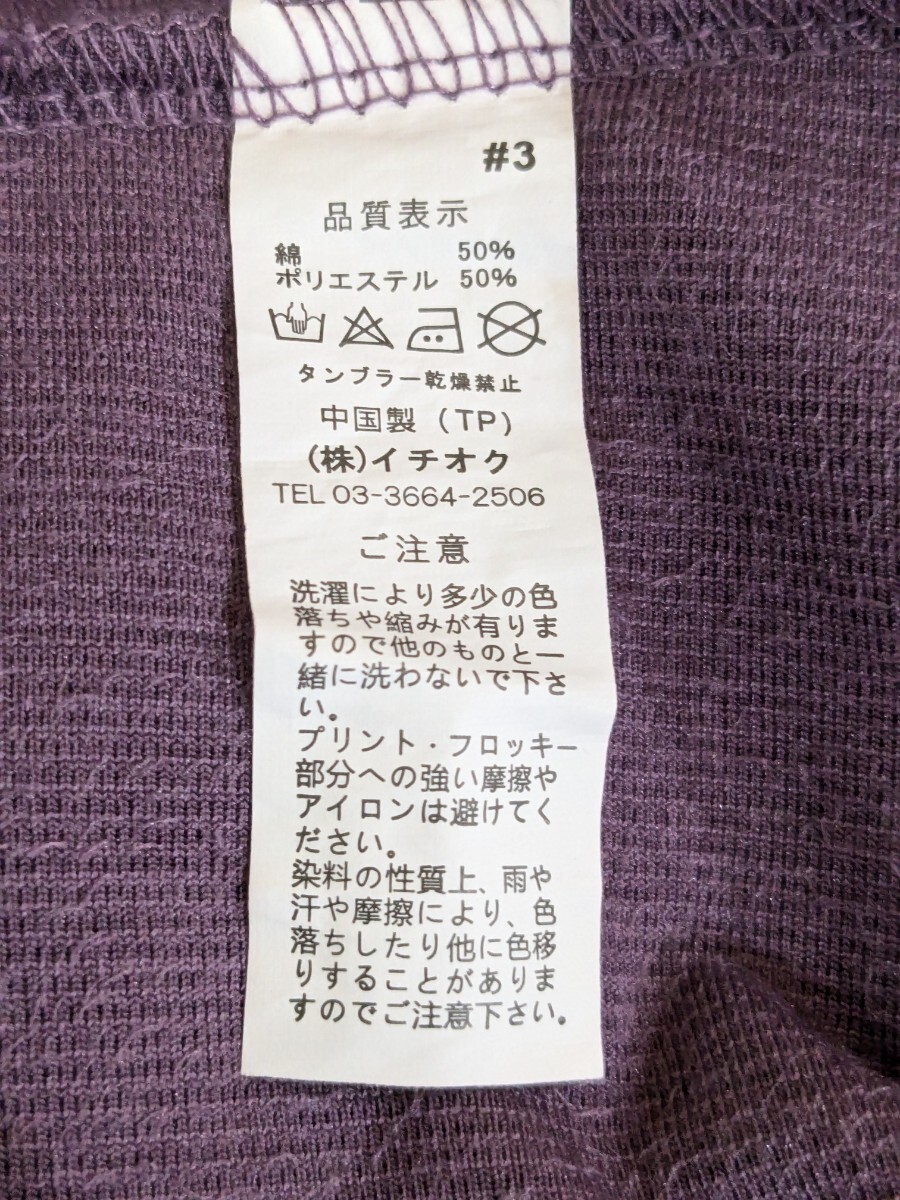 #3
品質表示
綿 50%
ポリエステル 50%
タンブラー乾燥禁止
中国製 (TP)
(株)イチオク
TEL 03-3664-2506
ご注意
洗濯により多少の色
落ちや縮みが有りま
すので他のものと一
緒に洗わないで下さ
い。
プリント・フロッキー
部分への強い摩擦や
アイロンは避けてく
ださい。
染料の性質上、雨や
汗や摩擦により、色
落ちしたり他に色移
りすることがありま
すのでご注意下さい。